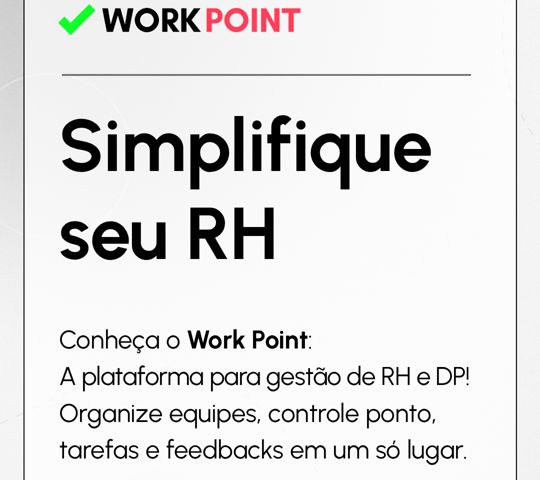 WORK POINT
Simplifique
seu RH
Conheça o Work Point:
A plataforma para gestão de RH e DP!
Organize equipes, controle ponto,
tarefas e feedbacks em um só lugar.